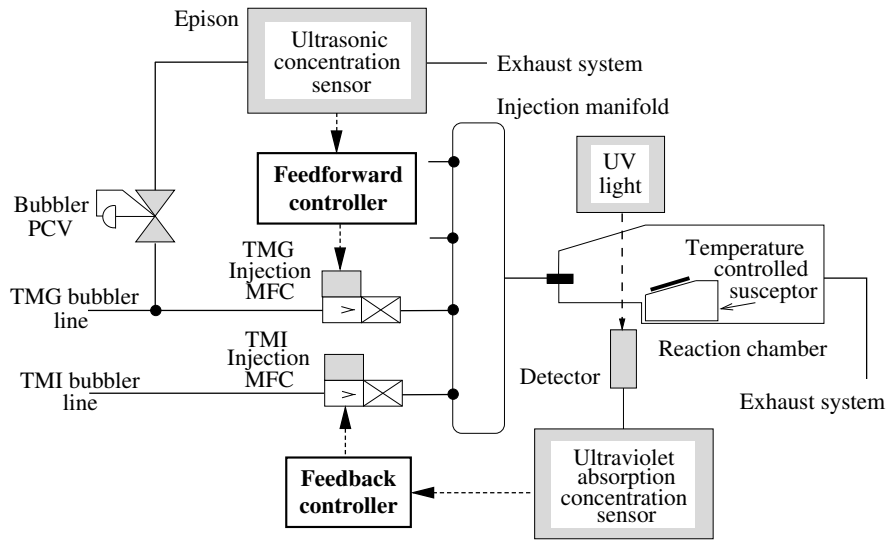 Epison
Ultrasonic
concentration
sensor
Exhaust system
Injection manifold
Feedforward
controller
UV
light
Bubbler
PCV
TMG
Injection
MFC
Temperature
controlled
susceptor
TMG bubbler
line
>
TMI
Injection
MFC
Reaction chamber
Detector
TMI bubbler
line
>
Exhaust system
Feedback
controller
Ultraviolet
absorption
concentration
sensor